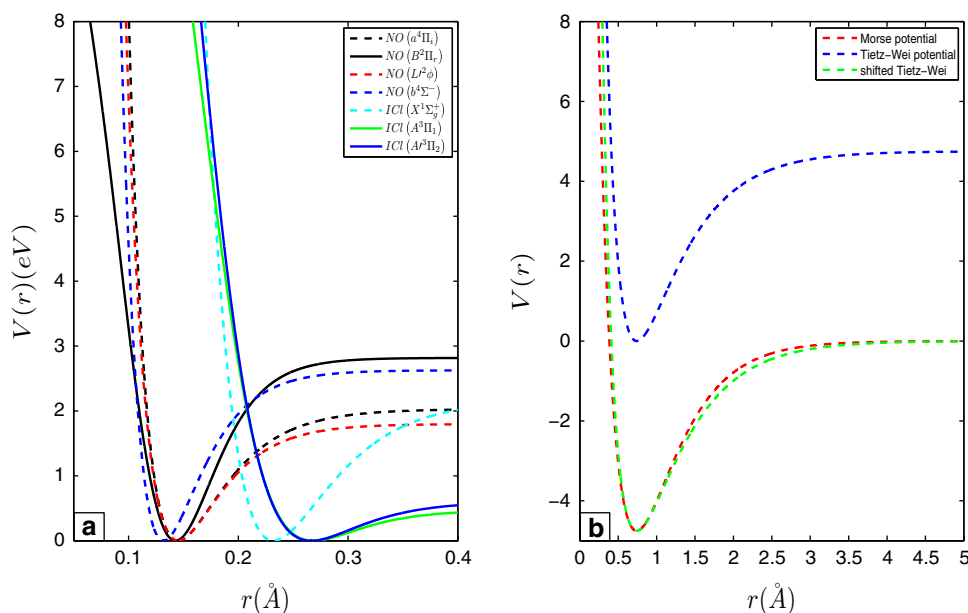 8
7
6
5
4
3
2
1
0
V(r)(eV)
NO (a⁴Πᵢ)
NO (B²Πᵣ)
NO (L′²ϕ)
NO (b⁴Σ⁻)
ICl (X¹Σg⁺)
ICl (A³Π₁)
ICl (A′³Π₂)
a
0.1 0.2 0.3 0.4
r(Å)
8
6
4
2
0
−2
−4
V(r)
Morse potential
Tietz−Wei potential
shifted Tietz−Wei
b
0 0.5 1 1.5 2 2.5 3 3.5 4 4.5 5
r(Å)